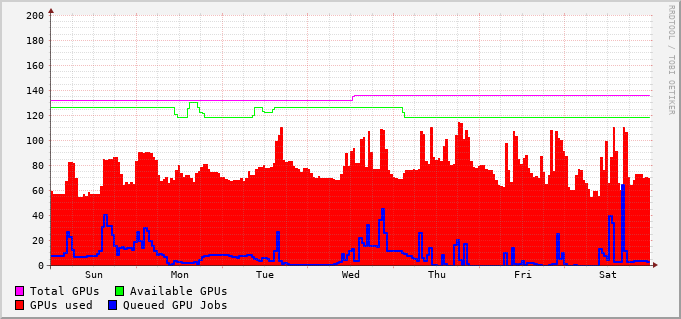 200
180
160
140
120
100
80
60
40
20
0
Sun Mon Tue Wed Thu Fri Sat
Total GPUs Available GPUs
GPUs used Queued GPU Jobs
RRDTOOL / TOBI OETIKER